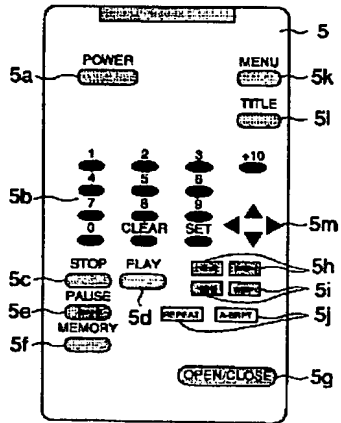 5
5a
POWER
MENU
5k
TITLE
5l
1 2 3 +10
4 5 6
5b
7 8 9
0 CLEAR SET
5m
STOP PLAY
5c
5d
5h
PAUSE
5e
5i
MEMORY
5f
REPEAT A-B RPT
5j
OPEN/CLOSE
5g